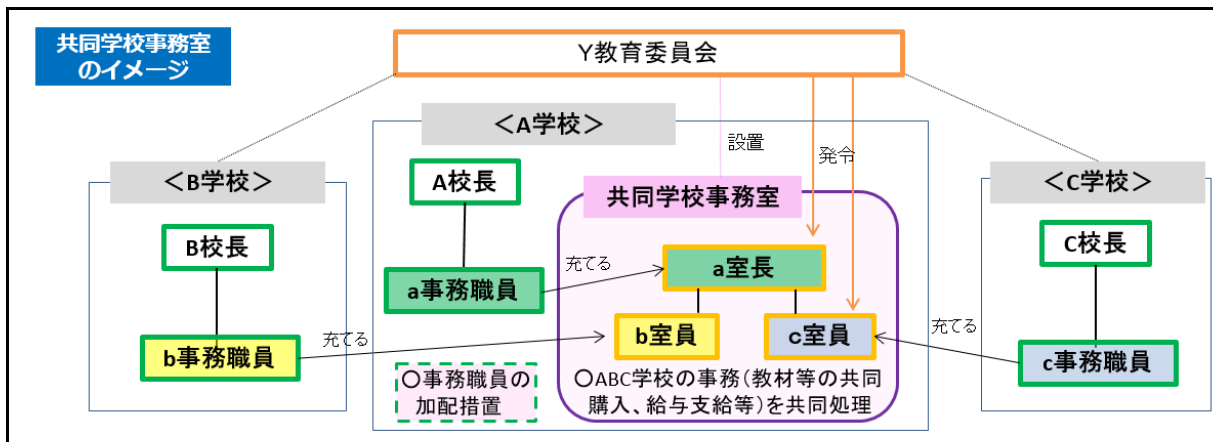 共同学校事務室
のイメージ
Y教育委員会
＜A学校＞
設置
発令
＜B学校＞
A校長
共同学校事務室
＜C学校＞
B校長
C校長
a室長
充てる
a事務職員
b室員
c室員
充てる
充てる
b事務職員
c事務職員
〇事務職員の
加配措置
〇ABC学校の事務（教材等の共同
購入、給与支給等）を共同処理